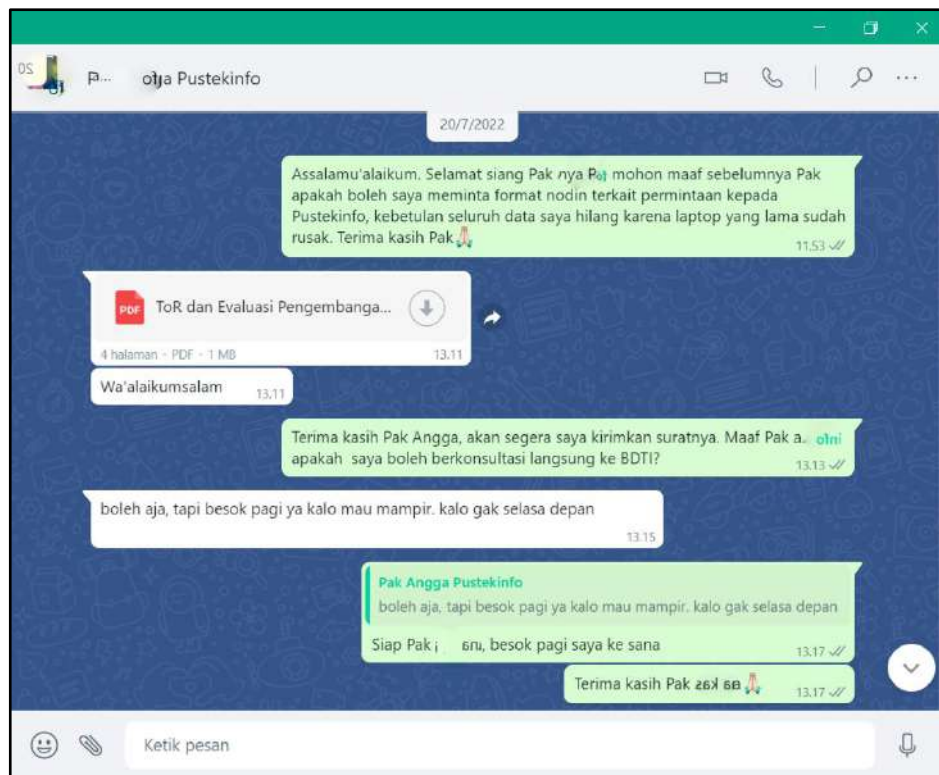 Pustekinfo
20/7/2022
Assalamu'alaikum. Selamat siang Pak mohon maaf sebelumnya Pak
apakah boleh saya meminta format nodin terkait permintaan kepada
Pustekinfo, kebetulan seluruh data saya hilang karena laptop yang lama sudah
rusak. Terima kasih Pak🙏🏻
11.53
PDF ToR dan Evaluasi Pengembanga...
4 halaman - PDF - 1 MB 13.11
Wa'alaikumsalam 13.11
Terima kasih Pak Angga, akan segera saya kirimkan suratnya. Maaf Pak
apakah saya boleh berkonsultasi langsung ke BDTI? 13.13
boleh aja, tapi besok pagi ya kalo mau mampir. kalo gak selasa depan
13.15
Pak Angga Pustekinfo
boleh aja, tapi besok pagi ya kalo mau mampir. kalo gak selasa depan
Siap Pak besok pagi saya ke sana 13.17
Terima kasih Pak 🙏🏻 13.17
Ketik pesan